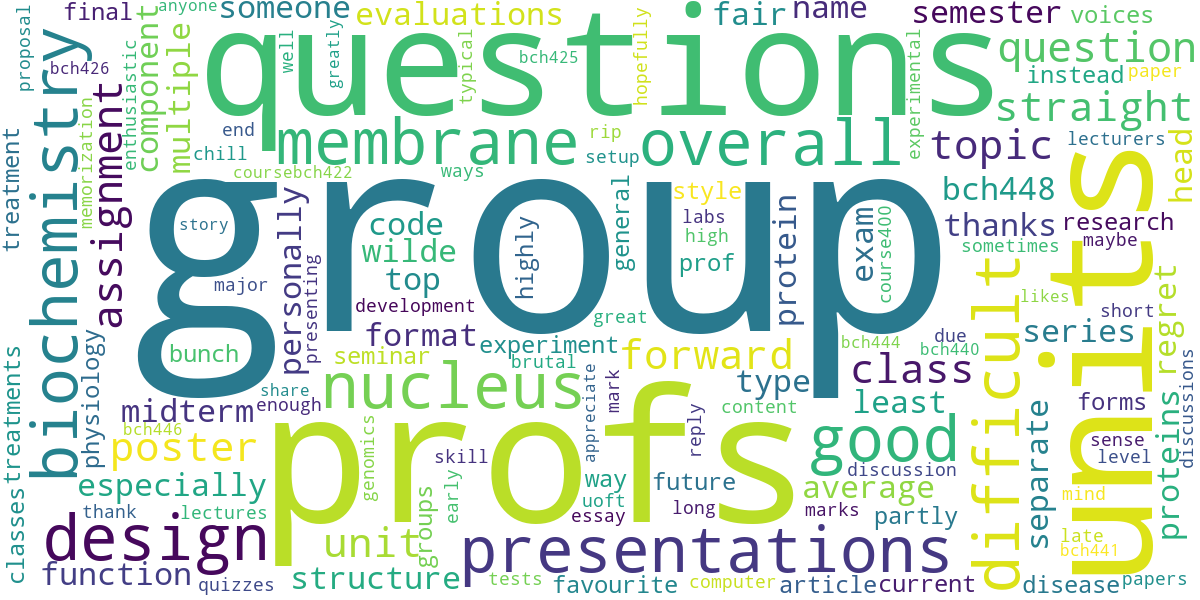 anyone
final
someone
evaluations
fair
name
semester
voices
proposal
bch426
biochemistry
enthusiastic
component
multiple
well
greatly
questions
typical
bch425
hopefully
experimental
question
instead
paper
straight
treatment
memorization
assignment
end
chill
membrane
rip
setup
overall
topic
lecturers
head
coursebch422
ways
bch448
story
personally
presenting
group
code
wilde
top
highly
general
style
labs
high
prof
protein
exam
course400
thanks
research
maybe
sometimes
units
major
development
format
great
likes
short
regret
physiology
bunch
seminar
experiment
brutal
forward
bch444
due
bch440
difficult
series
treatments
share
enough
nucleus
appreciate
mark
type
class
discussions
midterm
bch446
content
least
forms
poster
genomics
profs
reply
good
separate
sense
level
proteins
skill
discussion
classes
especially
groups
early
way
future
average
mind
thank
lectures
uoft
essay
long
marks
partly
design
unit
presentations
late
bch441
function
quizzes
structure
tests
favourite
computer
article
current
disease
papers